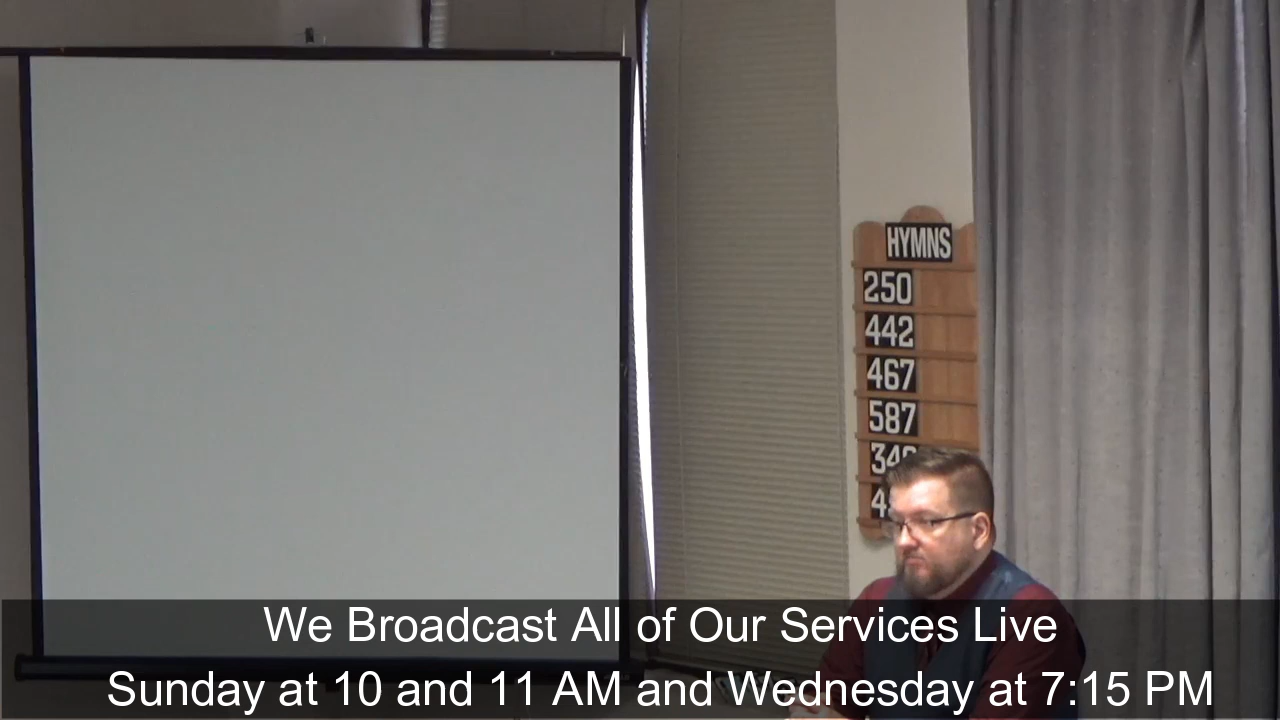 HYMNS
250
442
467
587
We Broadcast All of Our Services Live
Sunday at 10 and 11 AM and Wednesday at 7:15 PM